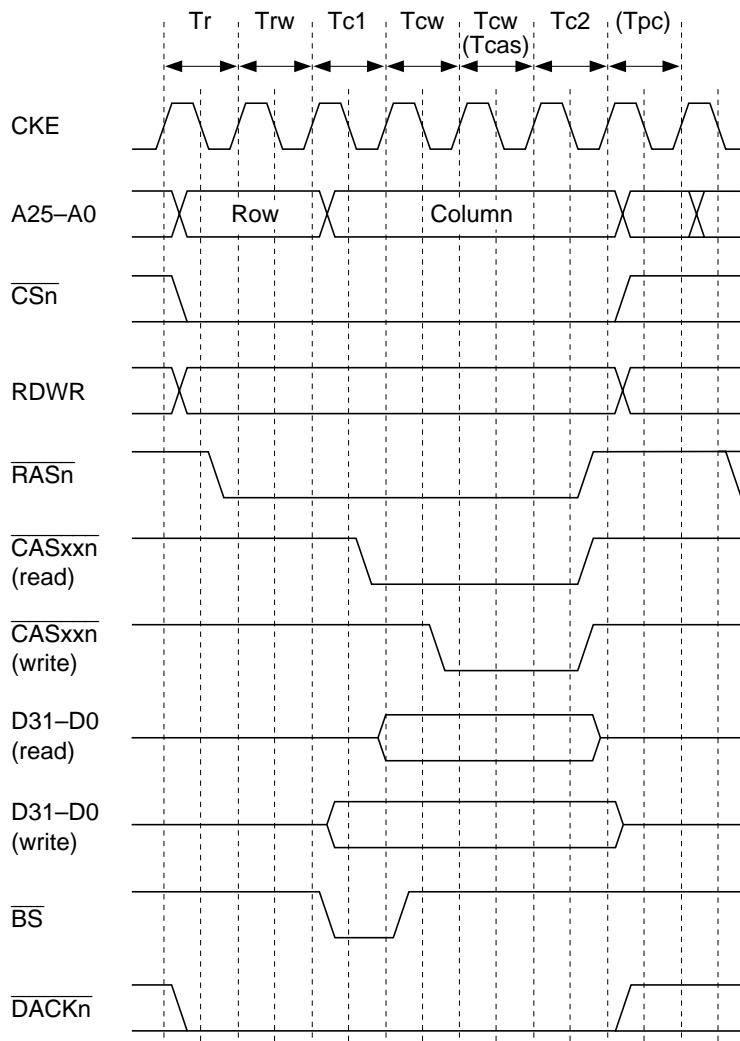 Tr Trw Tc1 Tcw Tcw Tc2 (Tpc)
(Tcas)
CKE
A25–A0 Row Column
CSn
RDWR
RASn
CASxxn
(read)
CASxxn
(write)
D31–D0
(read)
D31–D0
(write)
BS
DACKn